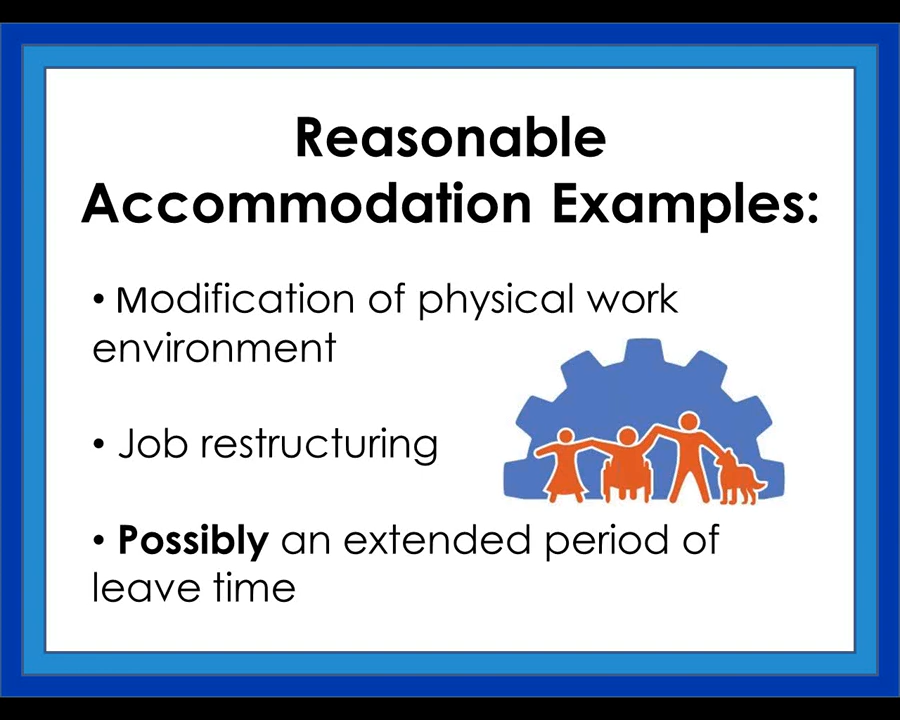 Reasonable
Accommodation Examples:
• Modification of physical work
environment
• Job restructuring
• Possibly an extended period of
leave time